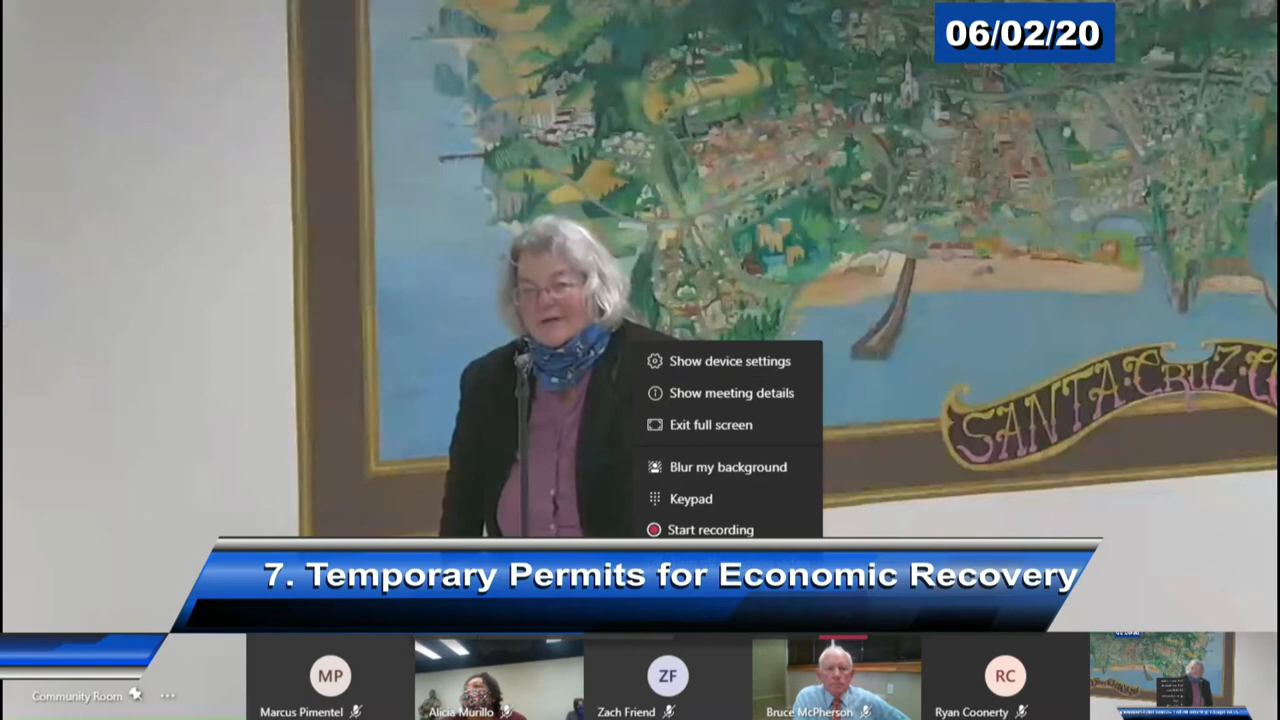 06/02/20
SANTA·CRUZ·C
Show device settings
Show meeting details
Exit full screen
Blur my background
Keypad
Start recording
7. Temporary Permits for Economic Recovery
Community Room
MP
Marcus Pimentel
Alicia Murillo
ZF
Zach Friend
Bruce McPherson
RC
Ryan Coonerty